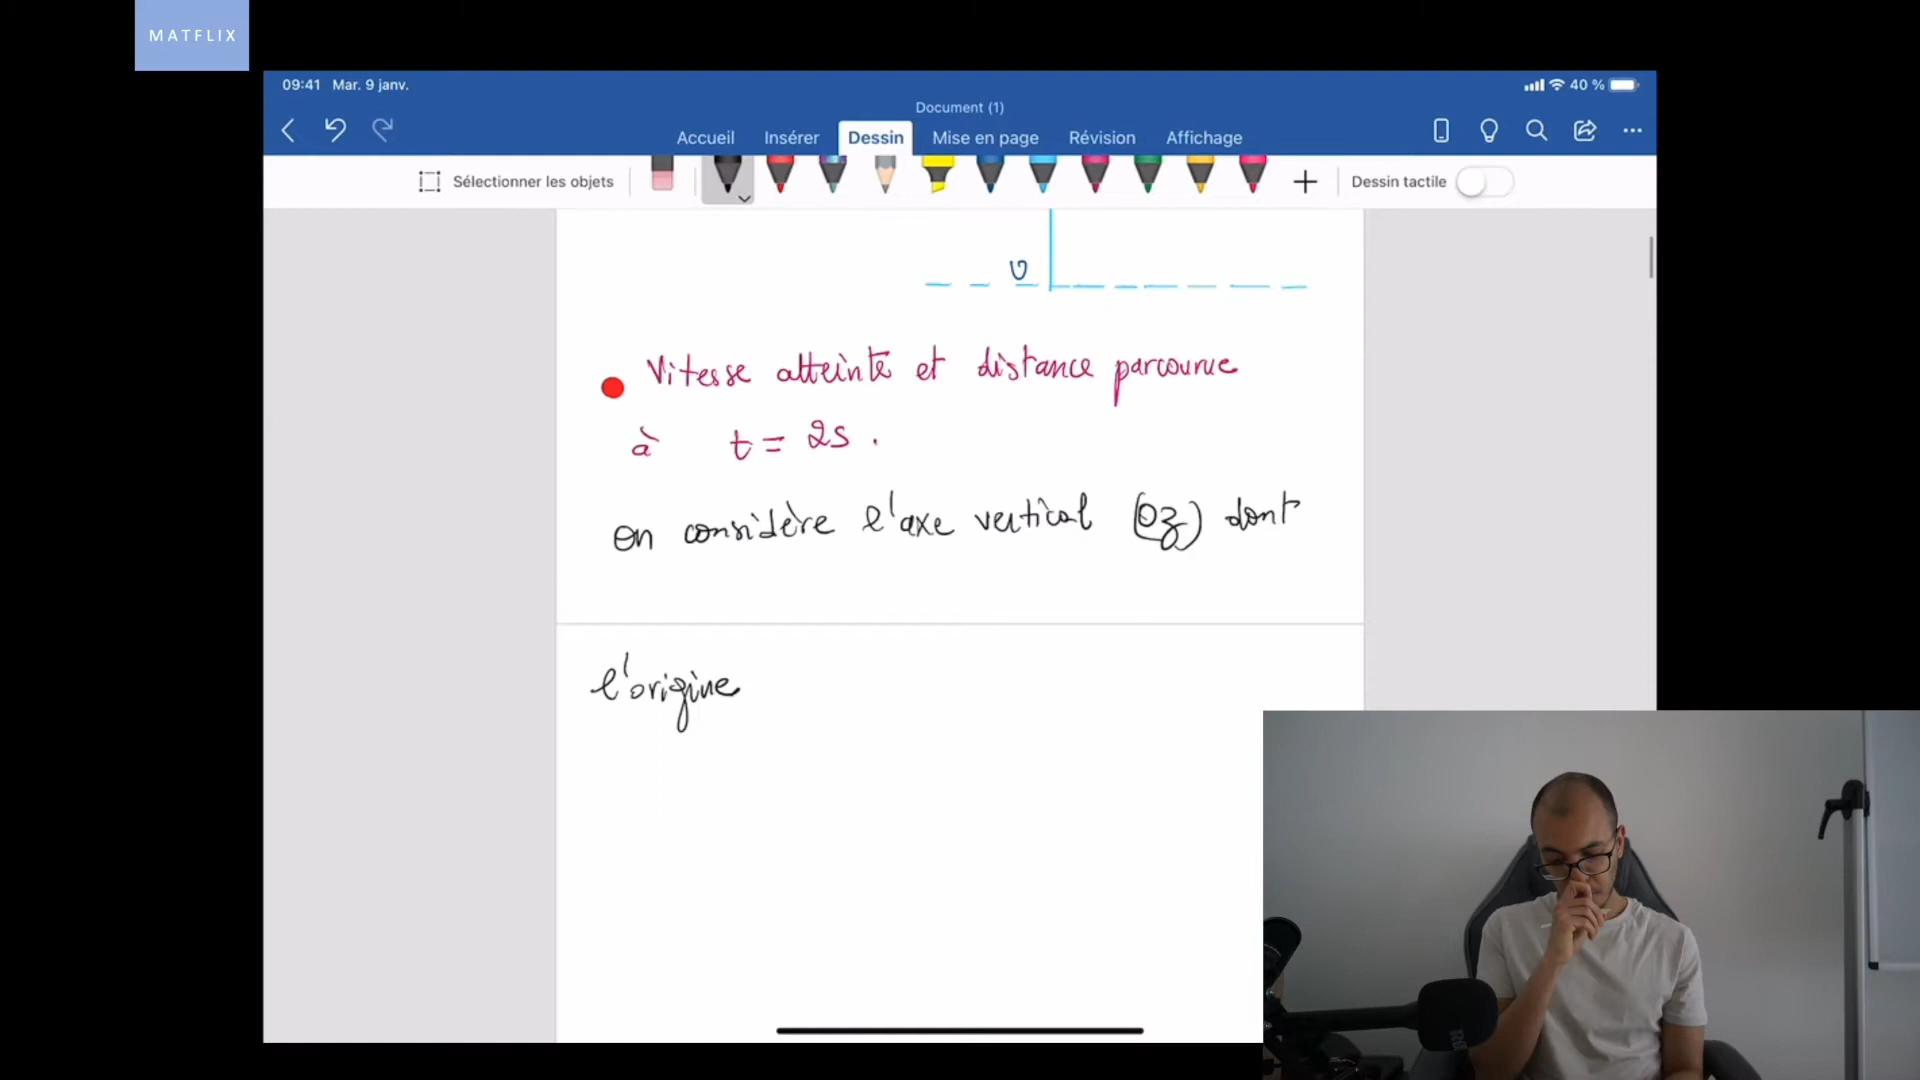 MATFLIX
09:41 Mar. 9 janv.
40 %
Document (1)
Accueil Insérer Dessin Mise en page Révision Affichage
Sélectionner les objets
Dessin tactile
Vitesse atteinte et distance parcourue
à t = 2s .
on considère l'axe vertical (Oz) dont
l'origine